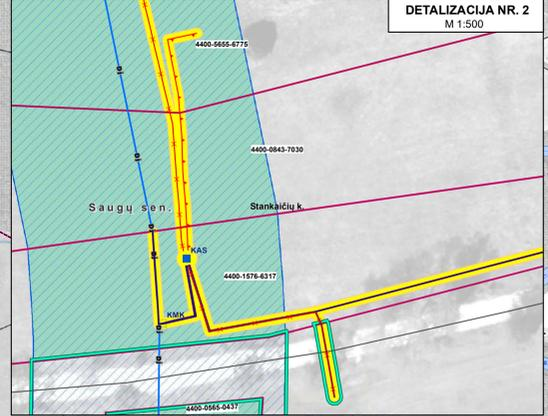 DETALIZACIJA NR. 2
M 1:500
4400-5655-6775
4400-0843-7030
Saugų sen.
Stankaičių k.
KAS
4400-1576-6317
KMK
4400-0565-0437